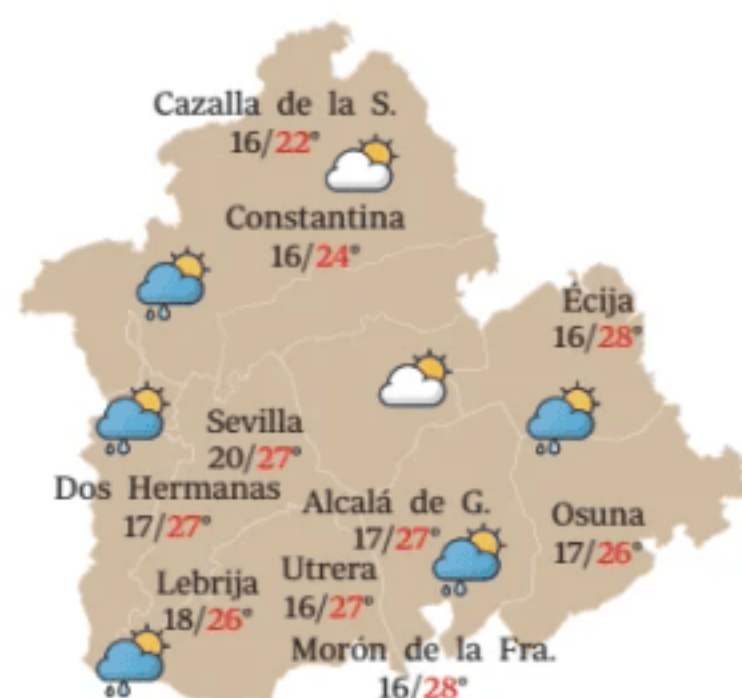 Cazalla de la S.
16/22°
Constantina
16/24°
Écija
16/28°
Sevilla
20/27°
Dos Hermanas
17/27°
Alcalá de G.
17/27°
Osuna
17/26°
Lebrija
18/26°
Utrera
16/27°
Morón de la Fra.
16/28°